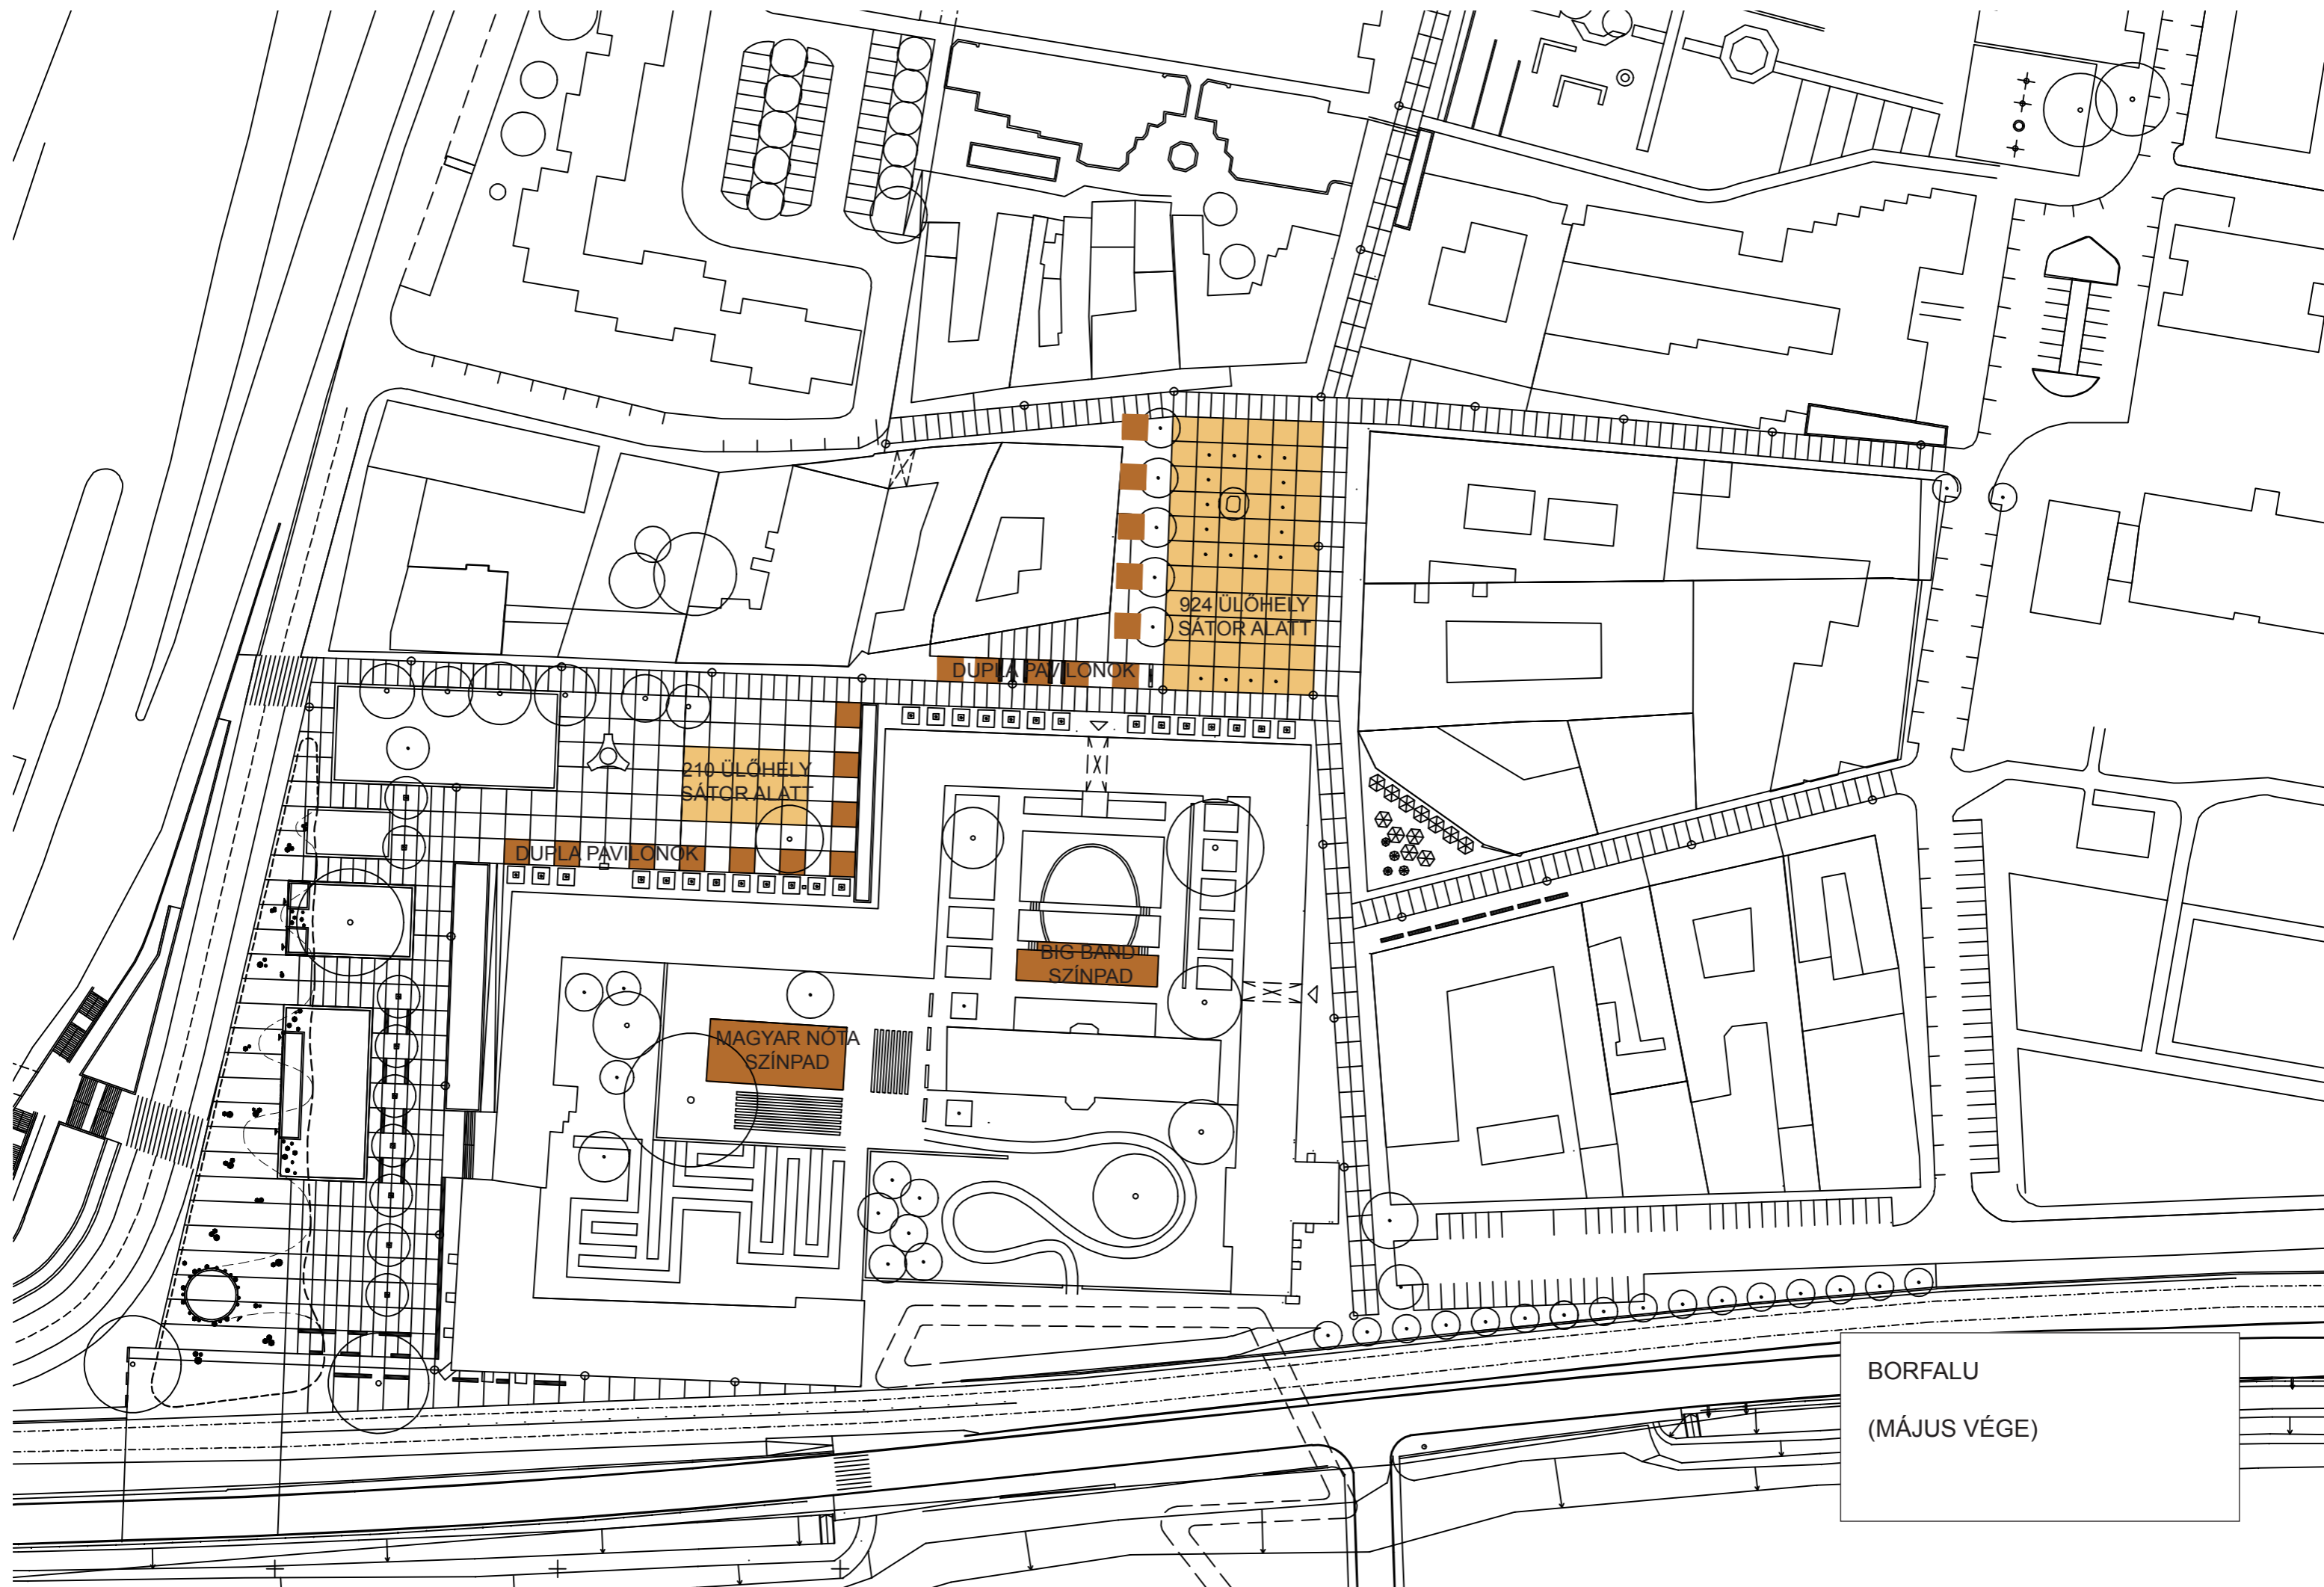 924 ÜLŐHELY
SÁTOR ALATT
DUPLA PAVILONOK
210 ÜLŐHELY
SÁTOR ALATT
DUPLA PAVILONOK
BIG BAND
SZÍNPAD
MAGYAR NÓTA
SZÍNPAD
BORFALU
(MÁJUS VÉGE)